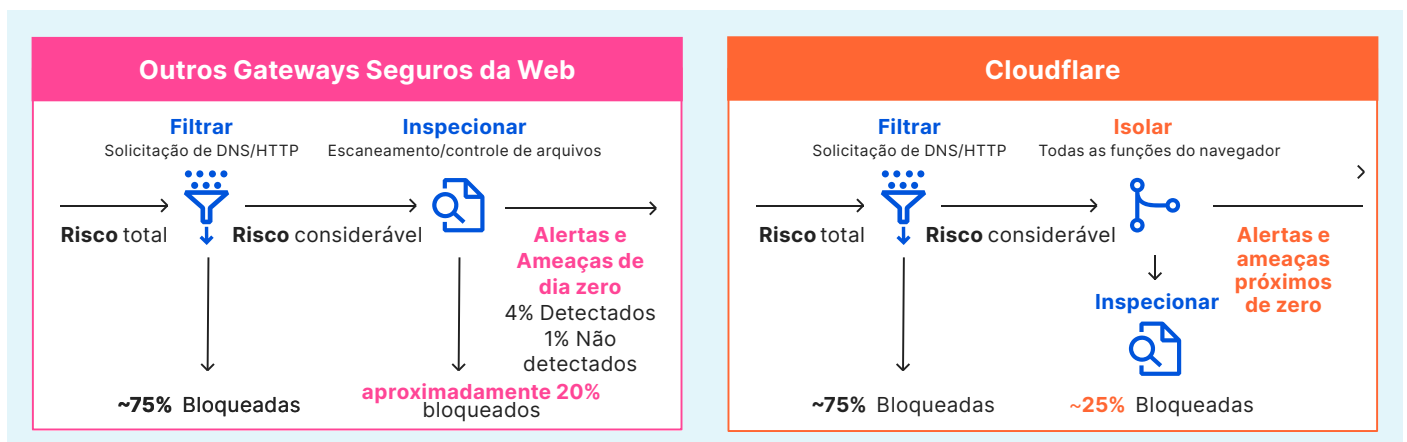 Outros Gateways Seguros da Web
Filtrar
Solicitação de DNS/HTTP
Inspecionar
Escaneamento/controle de arquivos
Risco total
Risco considerável
Alertas e
Ameaças de
dia zero
4% Detectados
1% Não
detectados
~75% Bloqueadas
aproximadamente 20%
bloqueados
Cloudflare
Filtrar
Solicitação de DNS/HTTP
Isolar
Todas as funções do navegador
Risco total
Risco considerável
Alertas e
ameaças
próximos
de zero
Inspecionar
~75% Bloqueadas
~25% Bloqueadas